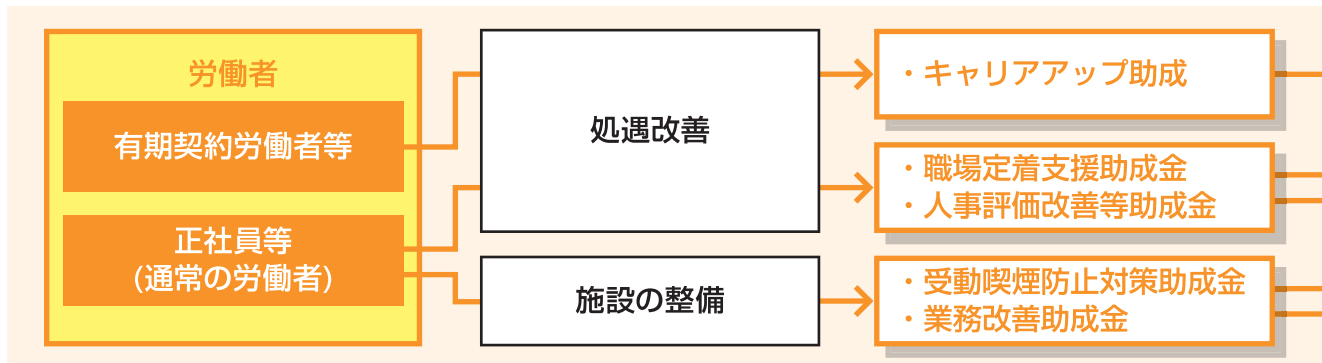 労働者
有期契約労働者等
正社員等
(通常の労働者)
処遇改善
施設の整備
・キャリアアップ助成
・職場定着支援助成金
・人事評価改善等助成金
・受動喫煙防止対策助成金
・業務改善助成金